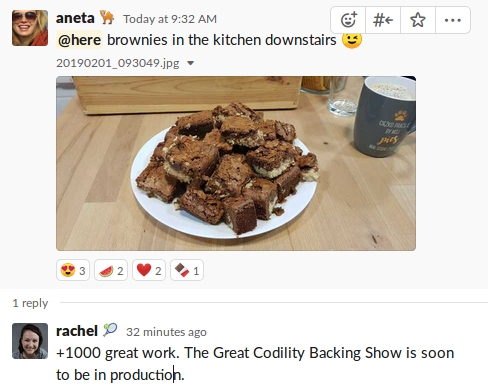 aneta Today at 9:32 AM
@here brownies in the kitchen downstairs
20190201_093049.jpg
3 2 2 1
1 reply
rachel 32 minutes ago
+1000 great work. The Great Codility Backing Show is soon
to be in production.